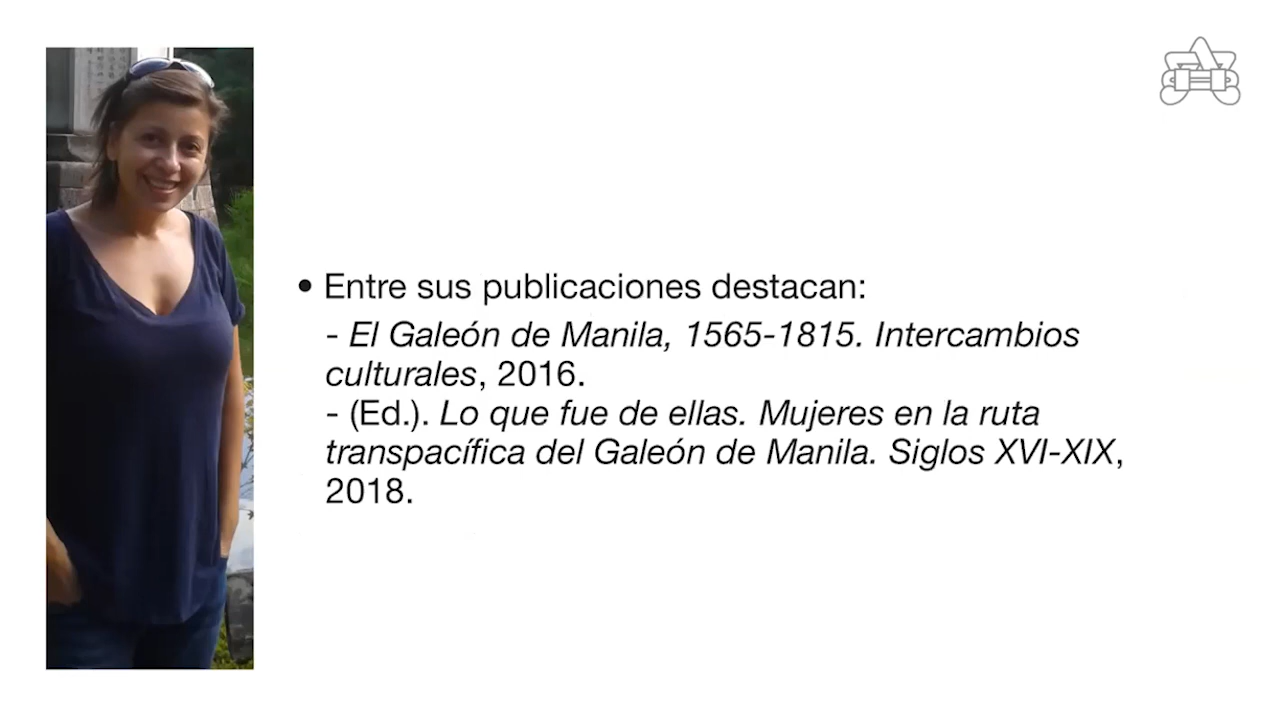 • Entre sus publicaciones destacan:
- El Galeón de Manila, 1565-1815. Intercambios
culturales, 2016.
- (Ed.). Lo que fue de ellas. Mujeres en la ruta
transpacífica del Galeón de Manila. Siglos XVI-XIX,
2018.